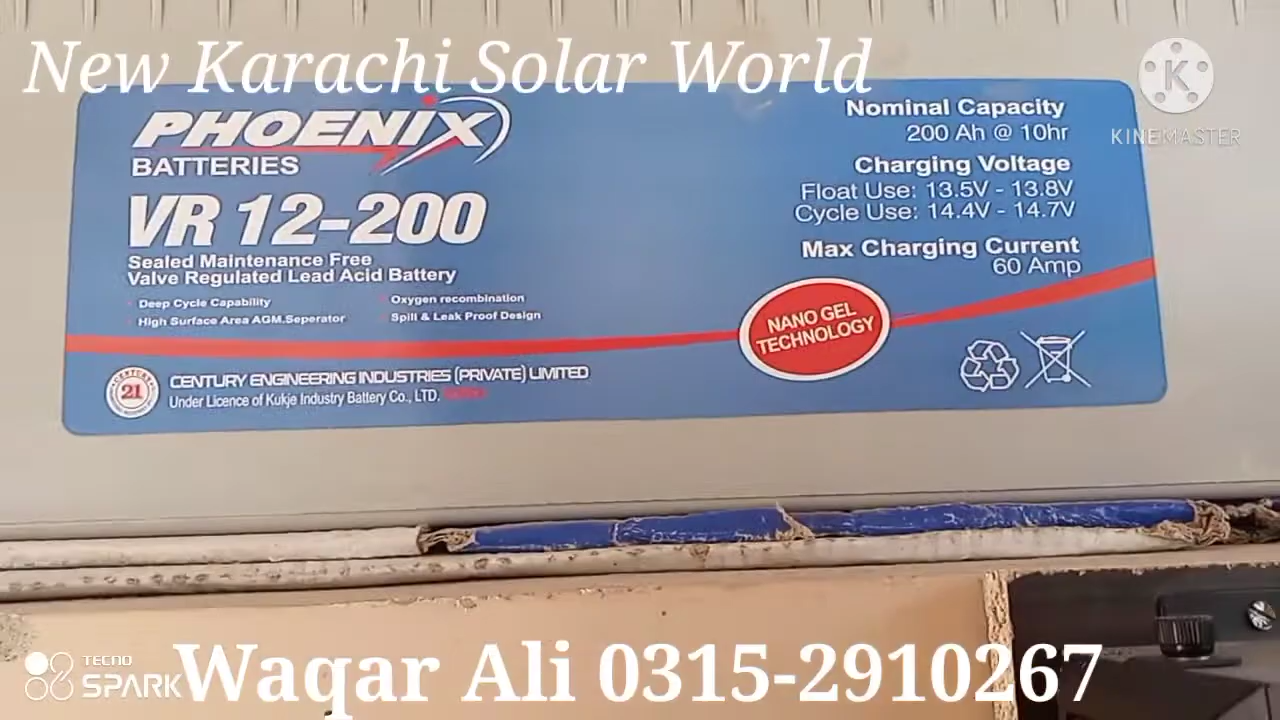 New Karachi Solar World
KINEMASTER
PHOENIX
BATTERIES
VR 12-200
Sealed Maintenance Free
Valve Regulated Lead Acid Battery
Deep Cycle Capability
High Surface Area AGM.Seperator
Oxygen recombination
Spill & Leak Proof Design
Nominal Capacity
200 Ah @ 10hr
Charging Voltage
Float Use: 13.5V - 13.8V
Cycle Use: 14.4V - 14.7V
Max Charging Current
60 Amp
NANO GEL
TECHNOLOGY
21
CENTURY ENGINEERING INDUSTRIES (PRIVATE) LIMITED
Under Licence of Kukje Industry Battery Co., LTD.
TECNO
SPARK
Waqar Ali 0315-2910267